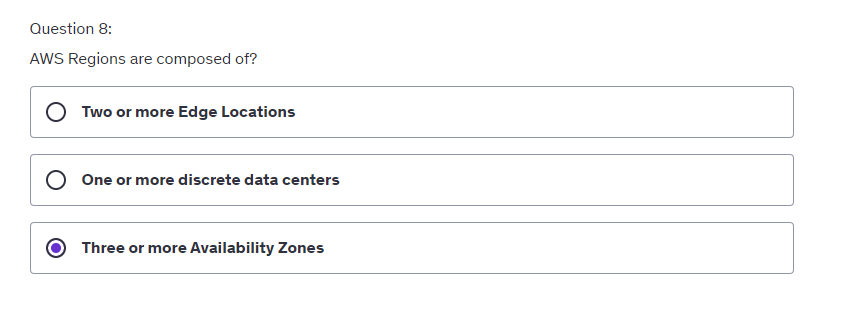 Question 8:
AWS Regions are composed of?
Two or more Edge Locations
One or more discrete data centers
Three or more Availability Zones